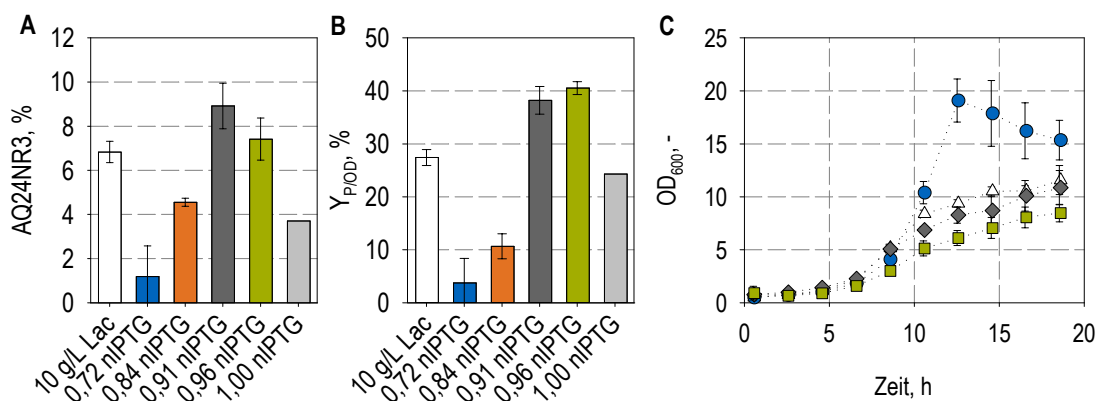 A
AQ24NR3, %
12
10
8
6
4
2
0
10 g/L Lac
0,72 nIPTG
0,84 nIPTG
0,91 nIPTG
0,96 nIPTG
1,00 nIPTG
B
Y_P/OD, %
50
40
30
20
10
0
10 g/L Lac
0,72 nIPTG
0,84 nIPTG
0,91 nIPTG
0,96 nIPTG
1,00 nIPTG
C
OD_600, -
25
20
15
10
5
0
0 5 10 15 20
Zeit, h